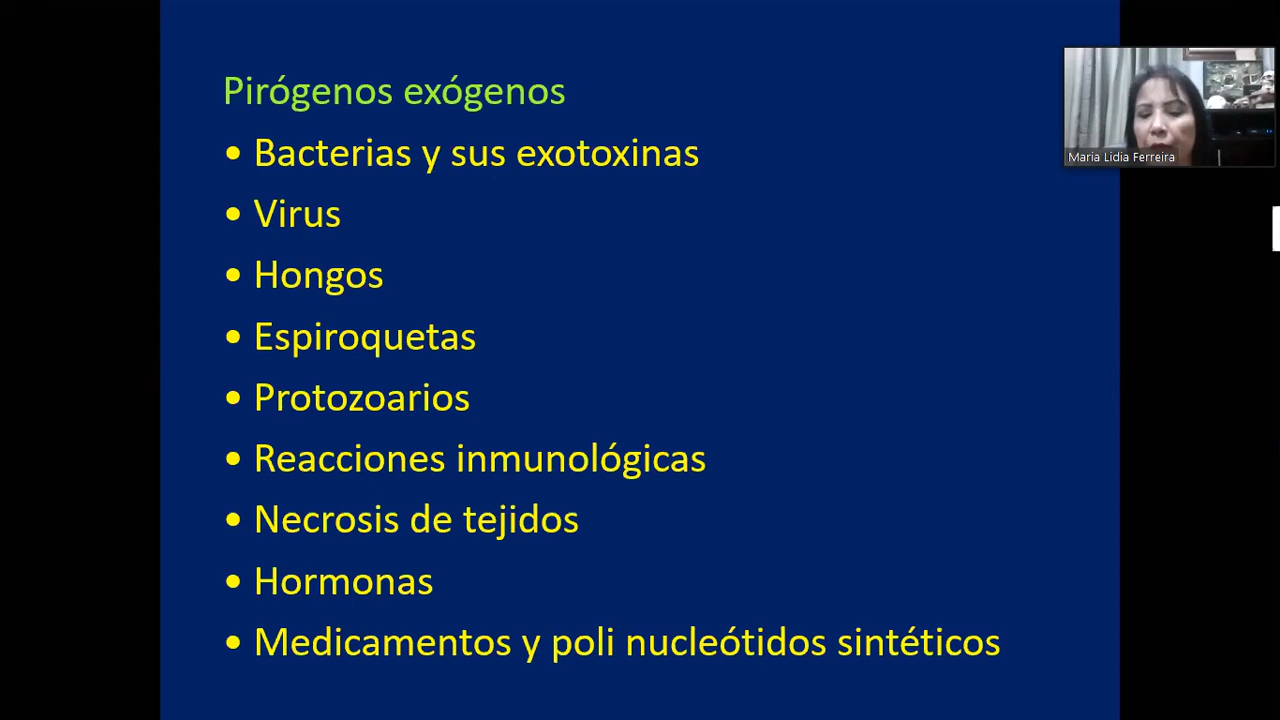 Pirógenos exógenos
• Bacterias y sus exotoxinas
• Virus
• Hongos
• Espiroquetas
• Protozoarios
• Reacciones inmunológicas
• Necrosis de tejidos
• Hormonas
• Medicamentos y poli nucleótidos sintéticos
Maria Lidia Ferreira